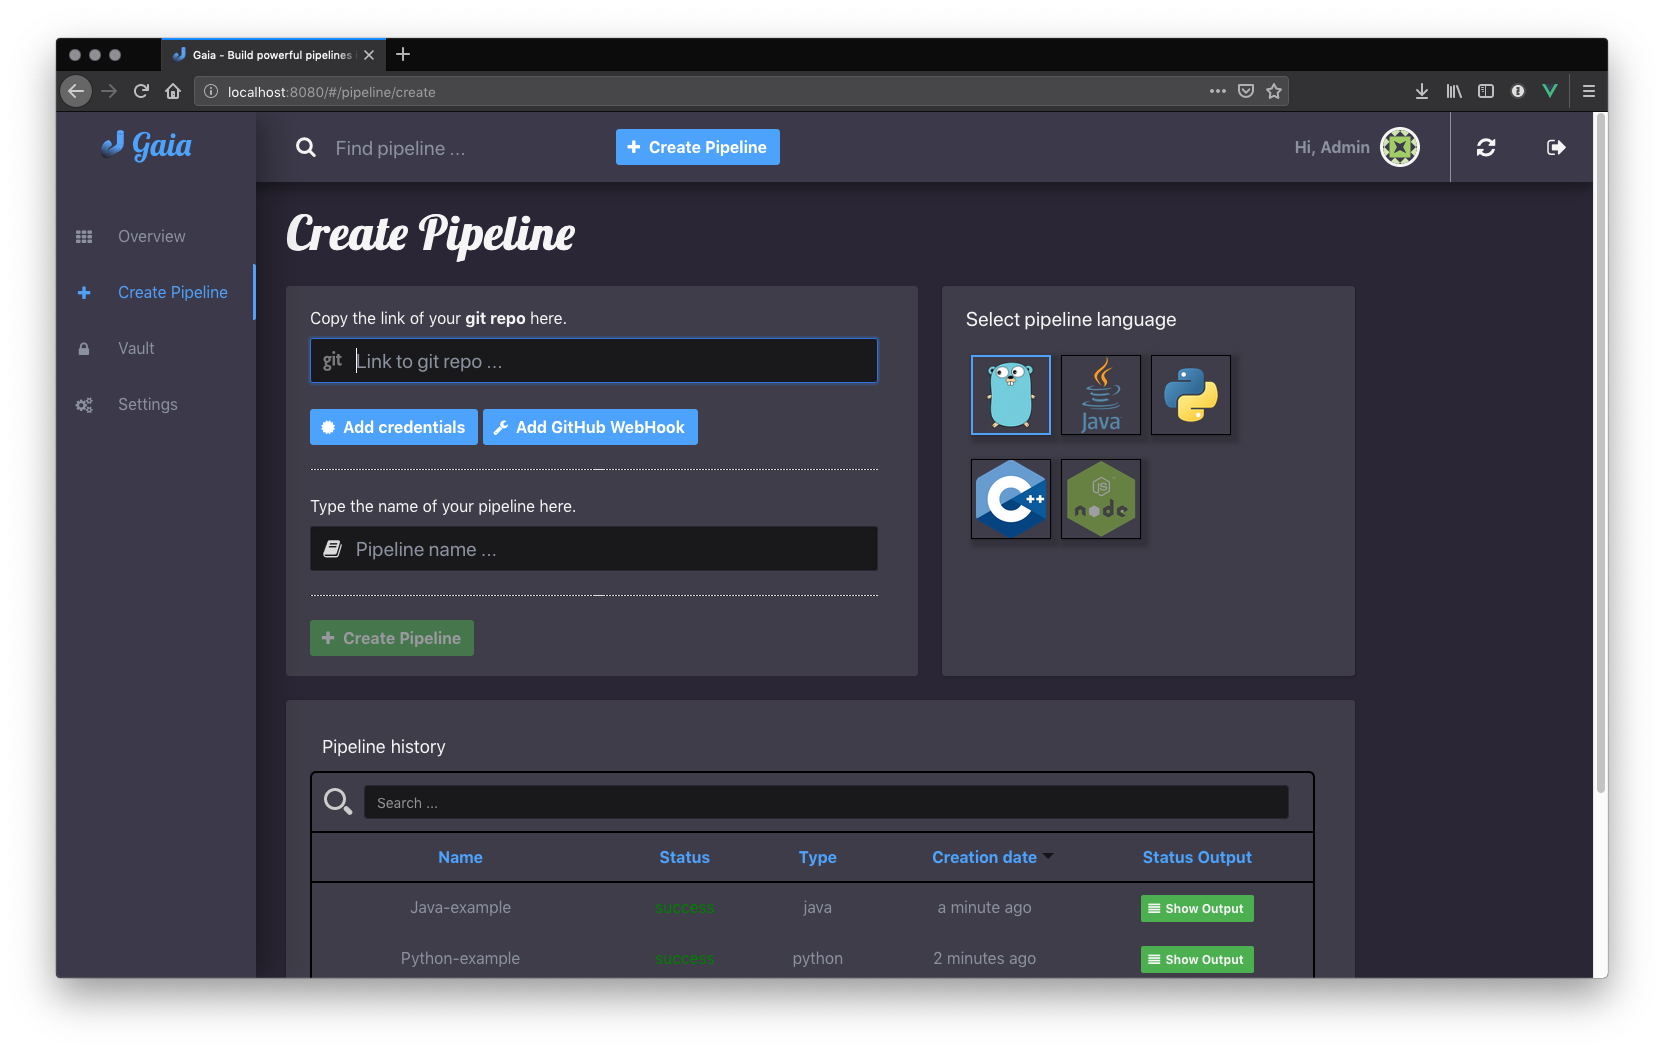 Gaia - Build powerful pipelines
localhost:8080/#/pipeline/create
Gaia
Find pipeline ...
Create Pipeline
Hi, Admin
Overview
Create Pipeline
Vault
Settings
Create Pipeline
Copy the link of your git repo here.
git Link to git repo ...
Add credentials
Add GitHub WebHook
Type the name of your pipeline here.
Pipeline name ...
Create Pipeline
Select pipeline language
Java
C++
JS
node
Pipeline history
Search ...
Name Status Type Creation date Status Output
Java-example success java a minute ago Show Output
Python-example success python 2 minutes ago Show Output